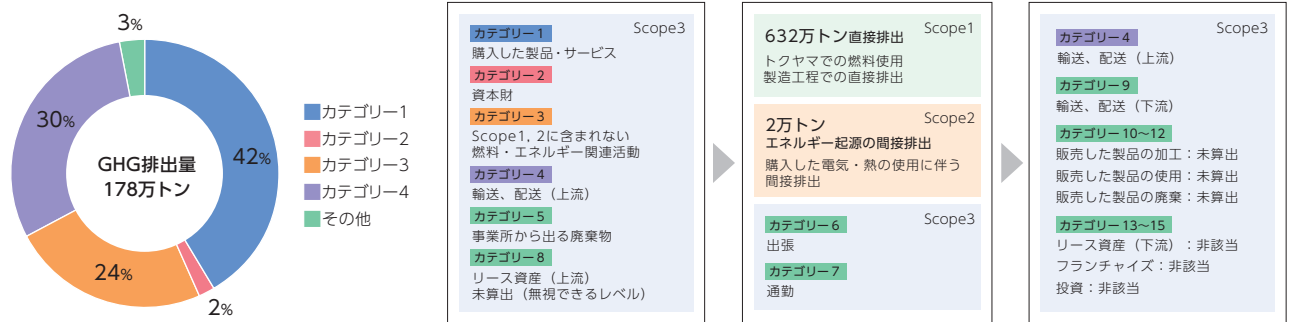 3%
30%
42%
24%
2%
GHG排出量
178万トン
カテゴリー1
カテゴリー2
カテゴリー3
カテゴリー4
その他
Scope3
カテゴリー1
購入した製品・サービス
カテゴリー2
資本財
カテゴリー3
Scope1, 2に含まれない
燃料・エネルギー関連活動
カテゴリー4
輸送、配送（上流）
カテゴリー5
事業所から出る廃棄物
カテゴリー8
リース資産（上流）
未算出（無視できるレベル）
Scope1
632万トン直接排出
トクヤマでの燃料使用
製造工程での直接排出
Scope2
2万トン
エネルギー起源の間接排出
購入した電気・熱の使用に伴う
間接排出
Scope3
カテゴリー6
出張
カテゴリー7
通勤
Scope3
カテゴリー4
輸送、配送（上流）
カテゴリー9
輸送、配送（下流）
カテゴリー10～12
販売した製品の加工：未算出
販売した製品の使用：未算出
販売した製品の廃棄：未算出
カテゴリー13～15
リース資産（下流）：非該当
フランチャイズ：非該当
投資：非該当